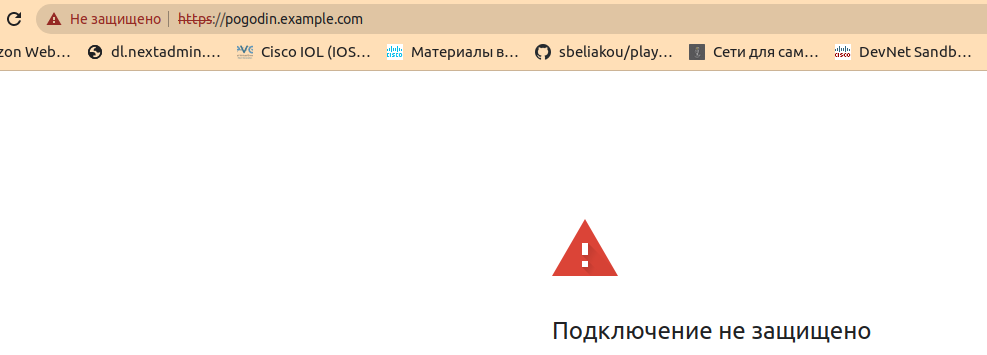 Не защищено | https://pogodin.example.com
zon Web... dl.nextadmin.... Cisco IOL (IOS... Материалы в... sbeliakou/play... Сети для сам... DevNet Sandb...
Подключение не защищено